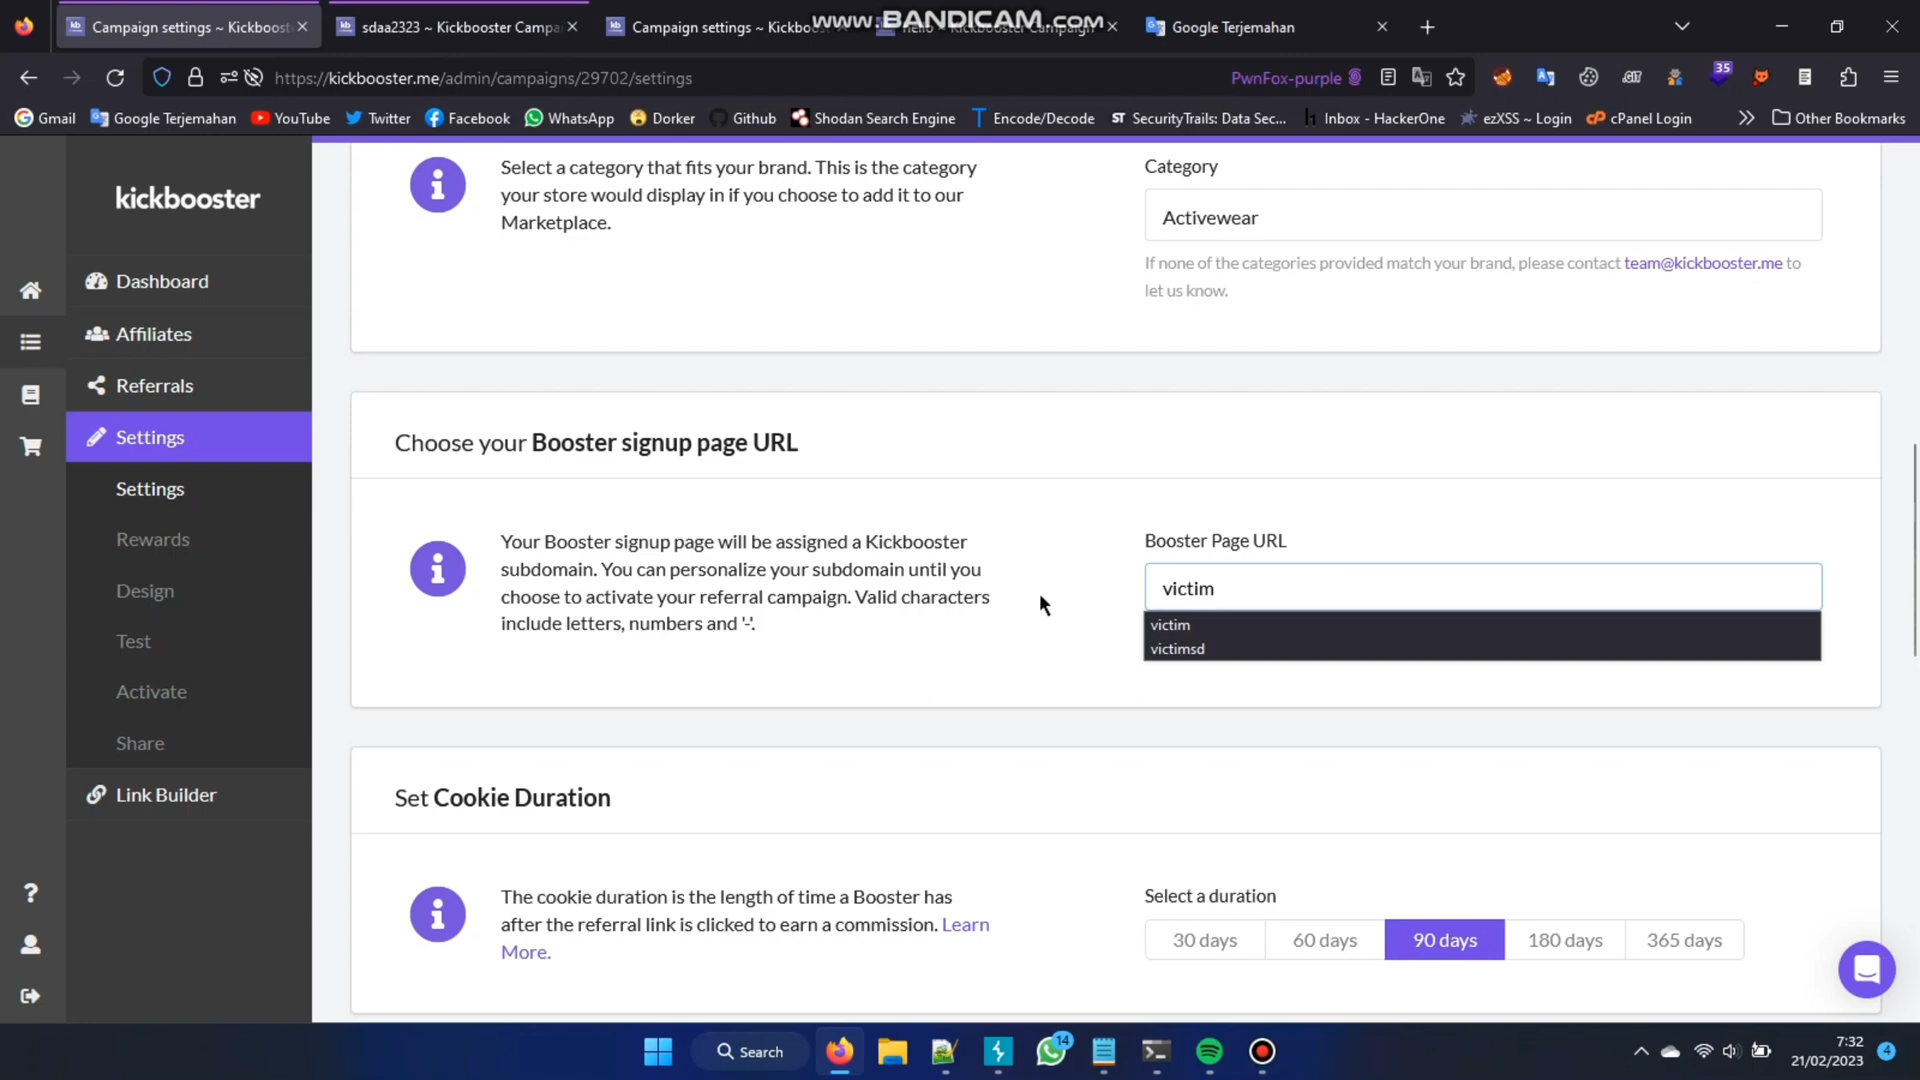 www.BANDICAM.com
Campaign settings ~ Kickboost
sdaa2323 ~ Kickbooster Campa
Campaign settings ~ Kickboos
hello ~ Kickbooster Campaign
Google Terjemahan
https://kickbooster.me/admin/campaigns/29702/settings
PwnFox-purple
35
Gmail
Google Terjemahan
YouTube
Twitter
Facebook
WhatsApp
Dorker
Github
Shodan Search Engine
Encode/Decode
SecurityTrails: Data Sec...
Inbox - HackerOne
ezXSS ~ Login
cPanel Login
Other Bookmarks
kickbooster
Dashboard
Affiliates
Referrals
Settings
Settings
Rewards
Design
Test
Activate
Share
Link Builder
Select a category that fits your brand. This is the category
your store would display in if you choose to add it to our
Marketplace.
Category
Activewear
If none of the categories provided match your brand, please contact team@kickbooster.me to
let us know.
Choose your Booster signup page URL
Your Booster signup page will be assigned a Kickbooster
subdomain. You can personalize your subdomain until you
choose to activate your referral campaign. Valid characters
include letters, numbers and '-'.
Booster Page URL
victim
victim
victimsd
Set Cookie Duration
The cookie duration is the length of time a Booster has
after the referral link is clicked to earn a commission. Learn
More.
Select a duration
30 days
60 days
90 days
180 days
365 days
Search
14
7:32
21/02/2023
4